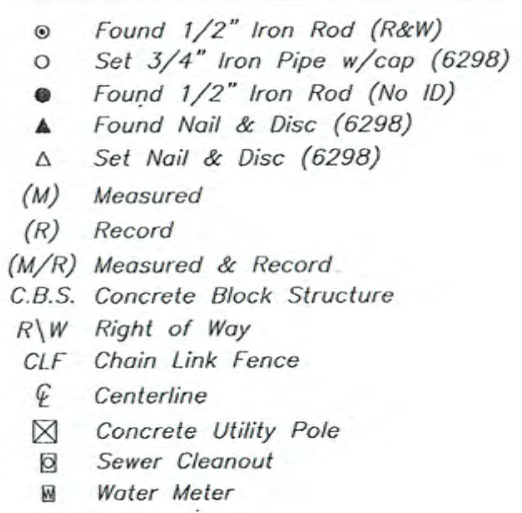 ⊙ Found 1/2" Iron Rod (R&W)
○ Set 3/4" Iron Pipe w/cap (6298)
● Found 1/2" Iron Rod (No ID)
▲ Found Nail & Disc (6298)
△ Set Nail & Disc (6298)
(M) Measured
(R) Record
(M/R) Measured & Record
C.B.S. Concrete Block Structure
R\W Right of Way
CLF Chain Link Fence
℄ Centerline
☒ Concrete Utility Pole
Sewer Cleanout
W Water Meter